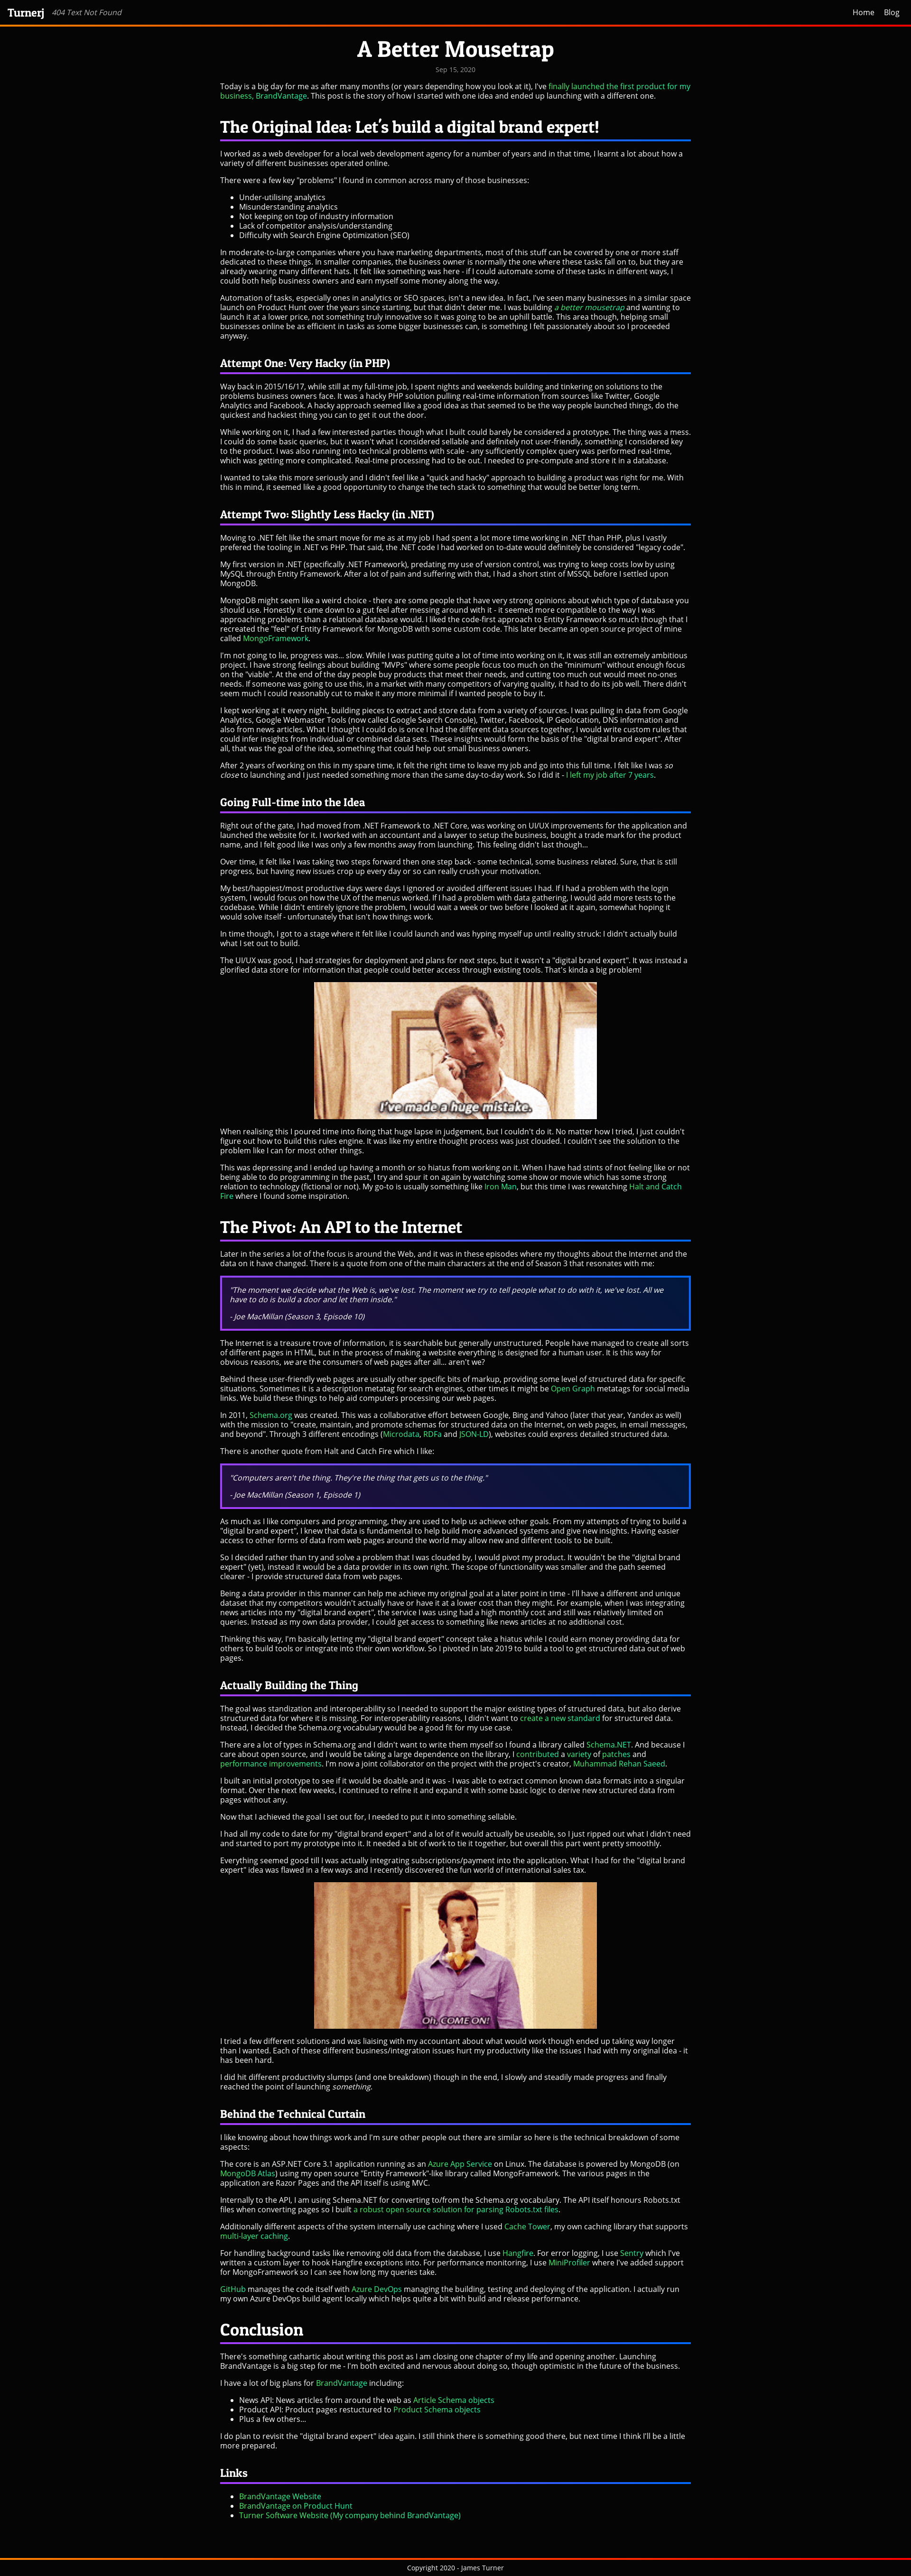 Turnerj 404 Text Not Found Home Blog
A Better Mousetrap
Sep 15, 2020
Today is a big day for me as after many months (or years depending how you look at it), I've finally launched the first product for my
business, BrandVantage. This post is the story of how I started with one idea and ended up launching with a different one.
The Original Idea: Let's build a digital brand expert!
I worked as a web developer for a local web development agency for a number of years and in that time, I learnt a lot about how a
variety of different businesses operated online.
There were a few key "problems" I found in common across many of those businesses:
• Under-utilising analytics
• Misunderstanding analytics
• Not keeping on top of industry information
• Lack of competitor analysis/understanding
• Difficulty with Search Engine Optimization (SEO)
In moderate-to-large companies where you have marketing departments, most of this stuff can be covered by one or more staff
dedicated to these things. In smaller companies, the business owner is normally the one where these tasks fall on to, but they are
already wearing many different hats. It felt like something was here - if I could automate some of these tasks in different ways, I
could both help business owners and earn myself some money along the way.
Automation of tasks, especially ones in analytics or SEO spaces, isn't a new idea. In fact, I've seen many businesses in a similar space
launch on Product Hunt over the years since starting, but that didn't deter me. I was building a better mousetrap and wanting to
launch it at a lower price, not something truly innovative so it was going to be an uphill battle. This area though, helping small
businesses online be as efficient in tasks as some bigger businesses can, is something I felt passionately about so I proceeded
anyway.
Attempt One: Very Hacky (in PHP)
Way back in 2015/16/17, while still at my full-time job, I spent nights and weekends building and tinkering on solutions to the
problems business owners face. It was a hacky PHP solution pulling real-time information from sources like Twitter, Google
Analytics and Facebook. A hacky approach seemed like a good idea as that seemed to be the way people launched things, do the
quickest and hackiest thing you can to get it out the door.
While working on it, I had a few interested parties though what I built could barely be considered a prototype. The thing was a mess.
I could do some basic queries, but it wasn't what I considered sellable and definitely not user-friendly, something I considered key
to the product. I was also running into technical problems with scale - any sufficiently complex query was performed real-time,
which was getting more complicated. Real-time processing had to be out. I needed to pre-compute and store it in a database.
I wanted to take this more seriously and I didn't feel like a "quick and hacky" approach to building a product was right for me. With
this in mind, it seemed like a good opportunity to change the tech stack to something that would be better long term.
Attempt Two: Slightly Less Hacky (in .NET)
Moving to .NET felt like the smart move for me as at my job I had spent a lot more time working in .NET than PHP, plus I vastly
prefered the tooling in .NET vs PHP. That said, the .NET code I had worked on to-date would definitely be considered "legacy code".
My first version in .NET (specifically .NET Framework), predating my use of version control, was trying to keep costs low by using
MySQL through Entity Framework. After a lot of pain and suffering with that, I had a short stint of MSSQL before I settled upon
MongoDB.
MongoDB might seem like a weird choice - there are some people that have very strong opinions about which type of database you
should use. Honestly it came down to a gut feel after messing around with it - it seemed more compatible to the way I was
approaching problems than a relational database would. I liked the code-first approach to Entity Framework so much though that I
recreated the "feel" of Entity Framework for MongoDB with some custom code. This later became an open source project of mine
called MongoFramework.
I'm not going to lie, progress was... slow. While I was putting quite a lot of time into working on it, it was still an extremely ambitious
project. I have strong feelings about building "MVPs" where some people focus too much on the "minimum" without enough focus
on the "viable". At the end of the day people buy products that meet their needs, and cutting too much out would meet no-ones
needs. If someone was going to use this, in a market with many competitors of varying quality, it had to do its job well. There didn't
seem much I could reasonably cut to make it any more minimal if I wanted people to buy it.
I kept working at it every night, building pieces to extract and store data from a variety of sources. I was pulling in data from Google
Analytics, Google Webmaster Tools (now called Google Search Console), Twitter, Facebook, IP Geolocation, DNS information and
also from news articles. What I thought I could do is once I had the different data sources together, I would write custom rules that
could infer insights from individual or combined data sets. These insights would form the basis of the "digital brand expert". After
all, that was the goal of the idea, something that could help out small business owners.
After 2 years of working on this in my spare time, it felt the right time to leave my job and go into this full time. I felt like I was so
close to launching and I just needed something more than the same day-to-day work. So I did it - I left my job after 7 years.
Going Full-time into the Idea
Right out of the gate, I had moved from .NET Framework to .NET Core, was working on UI/UX improvements for the application and
launched the website for it. I worked with an accountant and a lawyer to setup the business, bought a trade mark for the product
name, and I felt good like I was only a few months away from launching. This feeling didn't last though...
Over time, it felt like I was taking two steps forward then one step back - some technical, some business related. Sure, that is still
progress, but having new issues crop up every day or so can really crush your motivation.
My best/happiest/most productive days were days I ignored or avoided different issues I had. If I had a problem with the login
system, I would focus on how the UX of the menus worked. If I had a problem with data gathering, I would add more tests to the
codebase. While I didn't entirely ignore the problem, I would wait a week or two before I looked at it again, somewhat hoping it
would solve itself - unfortunately that isn't how things work.
In time though, I got to a stage where it felt like I could launch and was hyping myself up until reality struck: I didn't actually build
what I set out to build.
The UI/UX was good, I had strategies for deployment and plans for next steps, but it wasn't a "digital brand expert". It was instead a
glorified data store for information that people could better access through existing tools. That's kinda a big problem!
I've made a huge mistake.
When realising this I poured time into fixing that huge lapse in judgement, but I couldn't do it. No matter how I tried, I just couldn't
figure out how to build this rules engine. It was like my entire thought process was just clouded. I couldn't see the solution to the
problem like I can for most other things.
This was depressing and I ended up having a month or so hiatus from working on it. When I have had stints of not feeling like or not
being able to do programming in the past, I try and spur it on again by watching some show or movie which has some strong
relation to technology (fictional or not). My go-to is usually something like Iron Man, but this time I was rewatching Halt and Catch
Fire where I found some inspiration.
The Pivot: An API to the Internet
Later in the series a lot of the focus is around the Web, and it was in these episodes where my thoughts about the Internet and the
data on it have changed. There is a quote from one of the main characters at the end of Season 3 that resonates with me:
"The moment we decide what the Web is, we've lost. The moment we try to tell people what to do with it, we've lost. All we
have to do is build a door and let them inside."
- Joe MacMillan (Season 3, Episode 10)
The Internet is a treasure trove of information, it is searchable but generally unstructured. People have managed to create all sorts
of different pages in HTML, but in the process of making a website everything is designed for a human user. It is this way for
obvious reasons, we are the consumers of web pages after all... aren't we?
Behind these user-friendly web pages are usually other specific bits of markup, providing some level of structured data for specific
situations. Sometimes it is a description metatag for search engines, other times it might be Open Graph metatags for social media
links. We build these things to help aid computers processing our web pages.
In 2011, Schema.org was created. This was a collaborative effort between Google, Bing and Yahoo (later that year, Yandex as well)
with the mission to "create, maintain, and promote schemas for structured data on the Internet, on web pages, in email messages,
and beyond". Through 3 different encodings (Microdata, RDFa and JSON-LD), websites could express detailed structured data.
There is another quote from Halt and Catch Fire which I like:
"Computers aren't the thing. They're the thing that gets us to the thing."
- Joe MacMillan (Season 1, Episode 1)
As much as I like computers and programming, they are used to help us achieve other goals. From my attempts of trying to build a
"digital brand expert", I knew that data is fundamental to help build more advanced systems and give new insights. Having easier
access to other forms of data from web pages around the world may allow new and different tools to be built.
So I decided rather than try and solve a problem that I was clouded by, I would pivot my product. It wouldn't be the "digital brand
expert" (yet), instead it would be a data provider in its own right. The scope of functionality was smaller and the path seemed
clearer - I provide structured data from web pages.
Being a data provider in this manner can help me achieve my original goal at a later point in time - I'll have a different and unique
dataset that my competitors wouldn't actually have or have it at a lower cost than they might. For example, when I was integrating
news articles into my "digital brand expert", the service I was using had a high monthly cost and still was relatively limited on
queries. Instead as my own data provider, I could get access to something like news articles at no additional cost.
Thinking this way, I'm basically letting my "digital brand expert" concept take a hiatus while I could earn money providing data for
others to build tools or integrate into their own workflow. So I pivoted in late 2019 to build a tool to get structured data out of web
pages.
Actually Building the Thing
The goal was standization and interoperability so I needed to support the major existing types of structured data, but also derive
structured data for where it is missing. For interoperability reasons, I didn't want to create a new standard for structured data.
Instead, I decided the Schema.org vocabulary would be a good fit for my use case.
There are a lot of types in Schema.org and I didn't want to write them myself so I found a library called Schema.NET. And because I
care about open source, and I would be taking a large dependence on the library, I contributed a variety of patches and
performance improvements. I'm now a joint collaborator on the project with the project's creator, Muhammad Rehan Saeed.
I built an initial prototype to see if it would be doable and it was - I was able to extract common known data formats into a singular
format. Over the next few weeks, I continued to refine it and expand it with some basic logic to derive new structured data from
pages without any.
Now that I achieved the goal I set out for, I needed to put it into something sellable.
I had all my code to date for my "digital brand expert" and a lot of it would actually be useable, so I just ripped out what I didn't need
and started to port my prototype into it. It needed a bit of work to tie it together, but overall this part went pretty smoothly.
Everything seemed good till I was actually integrating subscriptions/payment into the application. What I had for the "digital brand
expert" idea was flawed in a few ways and I recently discovered the fun world of international sales tax.
Oh, COME ON!
I tried a few different solutions and was liaising with my accountant about what would work though ended up taking way longer
than I wanted. Each of these different business/integration issues hurt my productivity like the issues I had with my original idea - it
has been hard.
I did hit different productivity slumps (and one breakdown) though in the end, I slowly and steadily made progress and finally
reached the point of launching something.
Behind the Technical Curtain
I like knowing about how things work and I'm sure other people out there are similar so here is the technical breakdown of some
aspects:
The core is an ASP.NET Core 3.1 application running as an Azure App Service on Linux. The database is powered by MongoDB (on
MongoDB Atlas) using my open source "Entity Framework"-like library called MongoFramework. The various pages in the
application are Razor Pages and the API itself is using MVC.
Internally to the API, I am using Schema.NET for converting to/from the Schema.org vocabulary. The API itself honours Robots.txt
files when converting pages so I built a robust open source solution for parsing Robots.txt files.
Additionally different aspects of the system internally use caching where I used Cache Tower, my own caching library that supports
multi-layer caching.
For handling background tasks like removing old data from the database, I use Hangfire. For error logging, I use Sentry which I've
written a custom layer to hook Hangfire exceptions into. For performance monitoring, I use MiniProfiler where I've added support
for MongoFramework so I can see how long my queries take.
GitHub manages the code itself with Azure DevOps managing the building, testing and deploying of the application. I actually run
my own Azure DevOps build agent locally which helps quite a bit with build and release performance.
Conclusion
There's something cathartic about writing this post as I am closing one chapter of my life and opening another. Launching
BrandVantage is a big step for me - I'm both excited and nervous about doing so, though optimistic in the future of the business.
I have a lot of big plans for BrandVantage including:
• News API: News articles from around the web as Article Schema objects
• Product API: Product pages restuctured to Product Schema objects
• Plus a few others...
I do plan to revisit the "digital brand expert" idea again. I still think there is something good there, but next time I think I'll be a little
more prepared.
Links
• BrandVantage Website
• BrandVantage on Product Hunt
• Turner Software Website (My company behind BrandVantage)
Copyright 2020 - James Turner